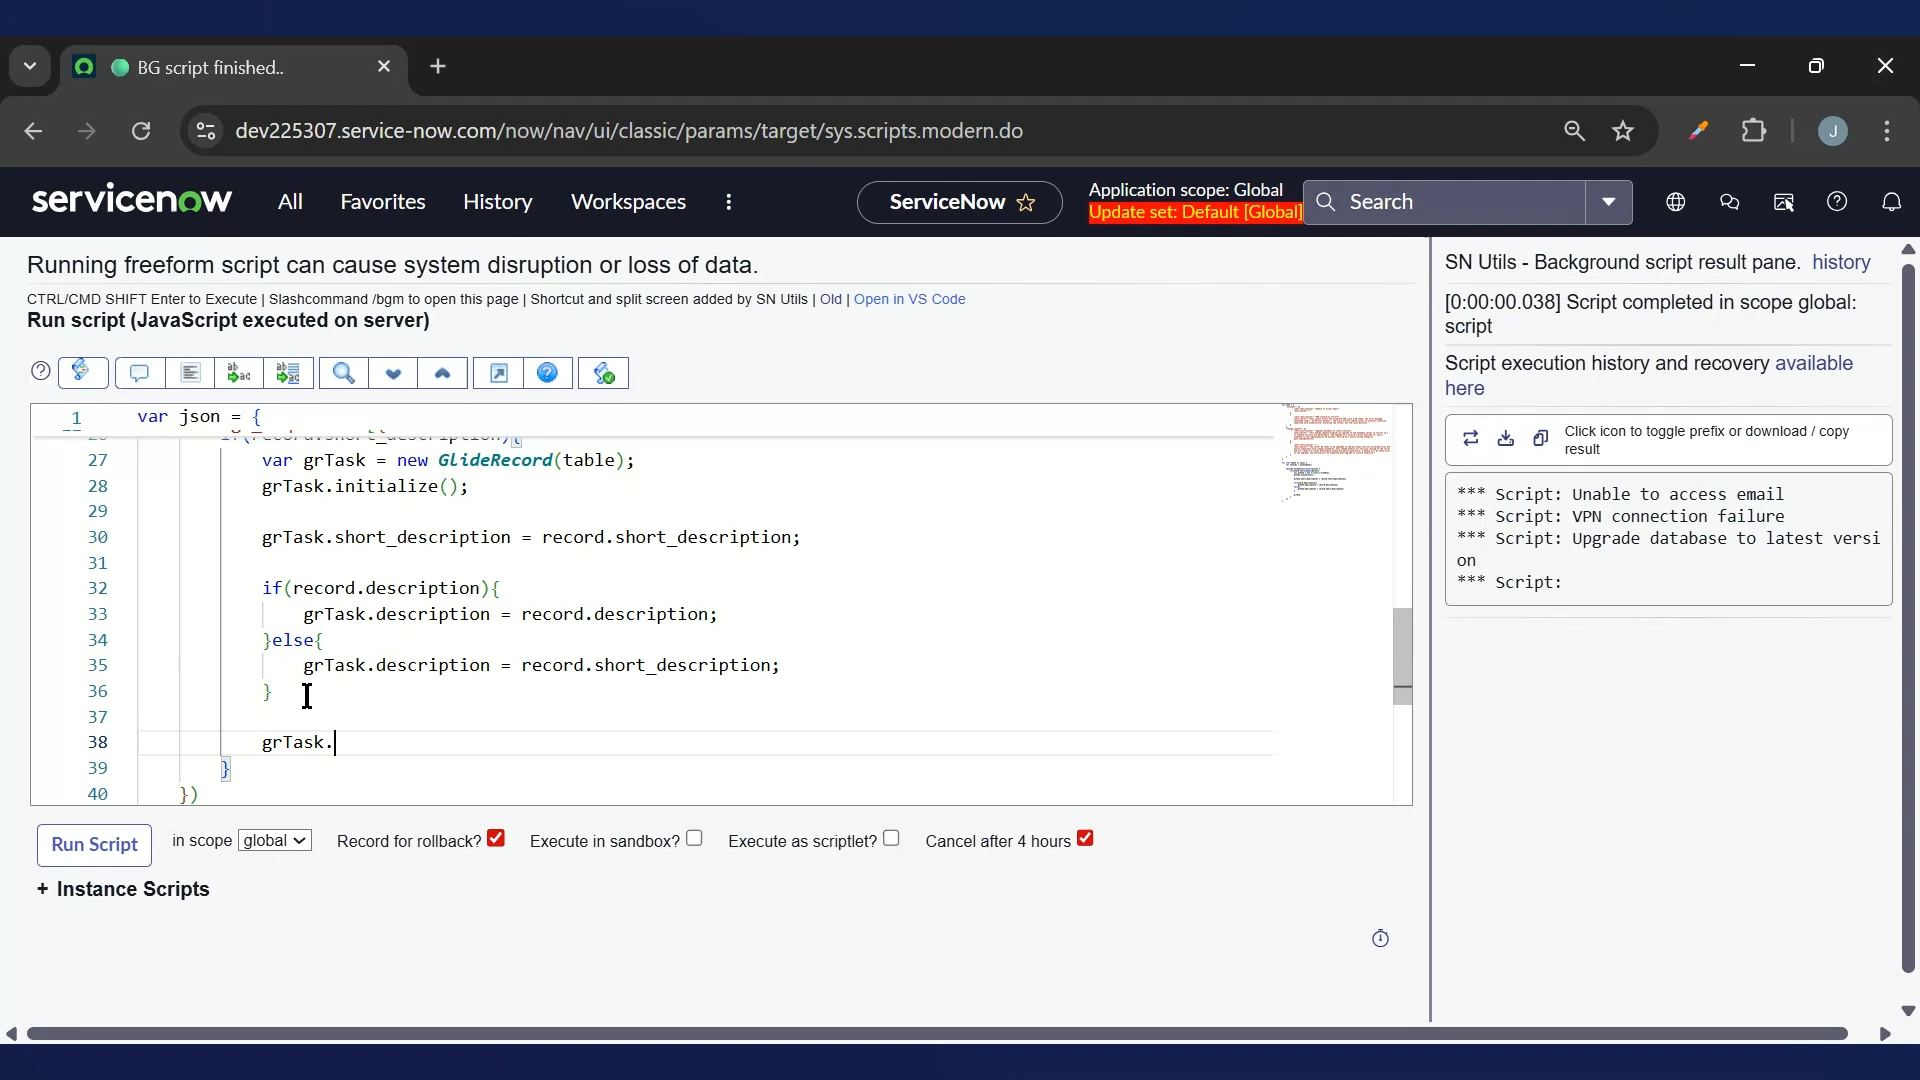 BG script finished..
dev225307.service-now.com/now/nav/ui/classic/params/target/sys.scripts.modern.do
J
servicenow
All
Favorites
History
Workspaces
ServiceNow
Application scope: Global
Update set: Default [Global]
Search
Running freeform script can cause system disruption or loss of data.
CTRL/CMD SHIFT Enter to Execute | Slashcommand /bgm to open this page | Shortcut and split screen added by SN Utils | Old | Open in VS Code
Run script (JavaScript executed on server)
1 var json = {
27 var grTask = new GlideRecord(table);
28 grTask.initialize();
29
30 grTask.short_description = record.short_description;
31
32 if(record.description){
33 grTask.description = record.description;
34 }else{
35 grTask.description = record.short_description;
36 }
37
38 grTask.
39 }
40 })
Run Script
in scope global
Record for rollback?
Execute in sandbox?
Execute as scriptlet?
Cancel after 4 hours
+ Instance Scripts
SN Utils - Background script result pane. history
[0:00:00.038] Script completed in scope global:
script
Script execution history and recovery available
here
Click icon to toggle prefix or download / copy
result
*** Script: Unable to access email
*** Script: VPN connection failure
*** Script: Upgrade database to latest versi
on
*** Script: